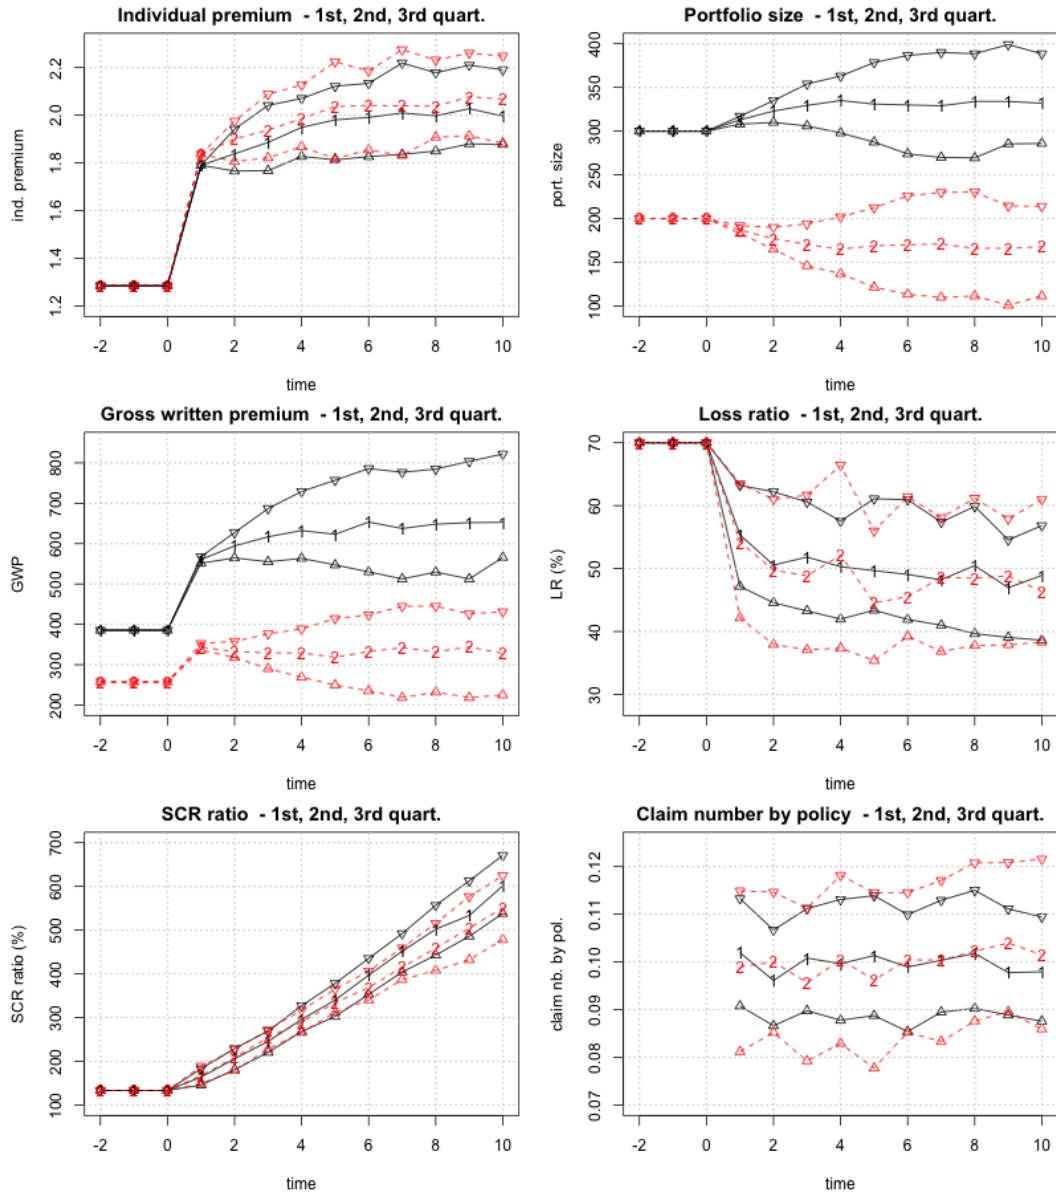 Individual premium - 1st, 2nd, 3rd quart.
ind. premium
1.2 1.4 1.6 1.8 2.0 2.2
-2 0 2 4 6 8 10
time
Portfolio size - 1st, 2nd, 3rd quart.
port. size
100 150 200 250 300 350 400
-2 0 2 4 6 8 10
time
Gross written premium - 1st, 2nd, 3rd quart.
GWP
200 300 400 500 600 700 800
-2 0 2 4 6 8 10
time
Loss ratio - 1st, 2nd, 3rd quart.
LR (%)
30 40 50 60 70
-2 0 2 4 6 8 10
time
SCR ratio - 1st, 2nd, 3rd quart.
SCR ratio (%)
100 200 300 400 500 600 700
-2 0 2 4 6 8 10
time
Claim number by policy - 1st, 2nd, 3rd quart.
claim nb. by pol.
0.07 0.08 0.09 0.10 0.11 0.12
-2 0 2 4 6 8 10
time